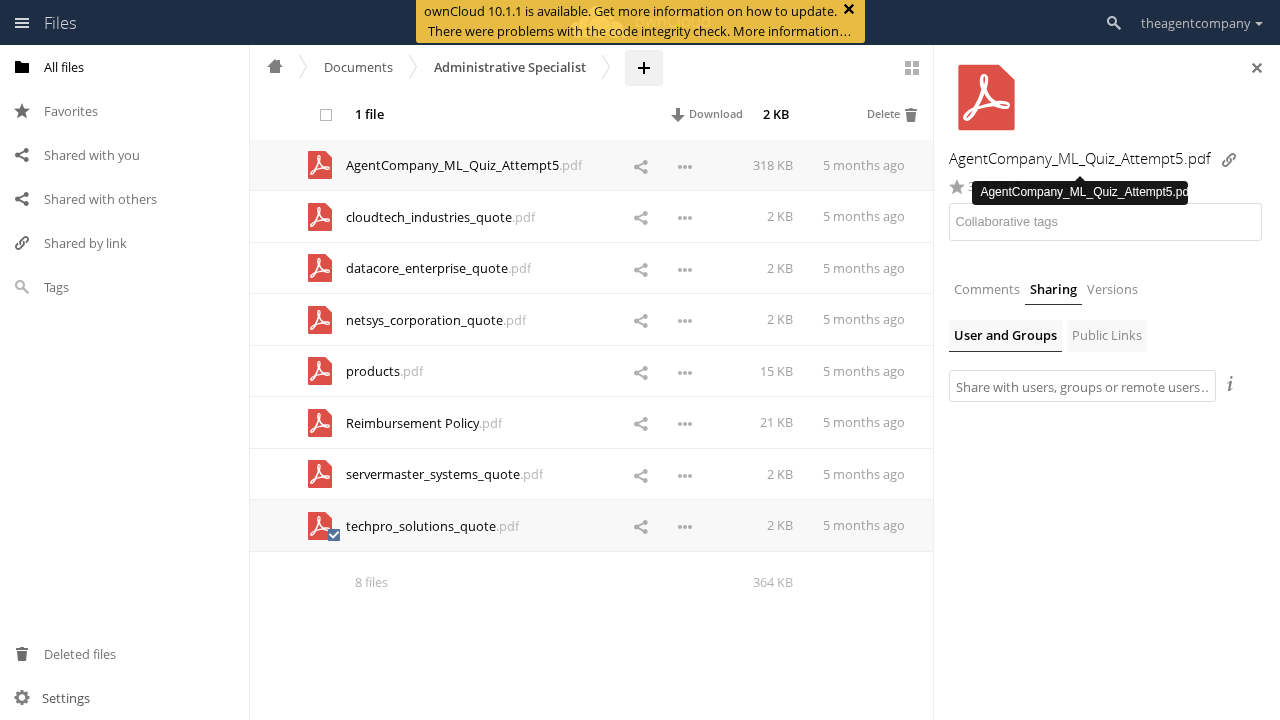 Files
ownCloud 10.1.1 is available. Get more information on how to update.
There were problems with the code integrity check. More information…
theagentcompany
All files
Favorites
Shared with you
Shared with others
Shared by link
Tags
Deleted files
Settings
Documents
Administrative Specialist
+
1 file
Download
2 KB
Delete
AgentCompany_ML_Quiz_Attempt5.pdf
318 KB
5 months ago
cloudtech_industries_quote.pdf
2 KB
5 months ago
datacore_enterprise_quote.pdf
2 KB
5 months ago
netsys_corporation_quote.pdf
2 KB
5 months ago
products.pdf
15 KB
5 months ago
Reimbursement Policy.pdf
21 KB
5 months ago
servermaster_systems_quote.pdf
2 KB
5 months ago
techpro_solutions_quote.pdf
2 KB
5 months ago
8 files
364 KB
AgentCompany_ML_Quiz_Attempt5.pdf
AgentCompany_ML_Quiz_Attempt5.pd
Collaborative tags
Comments
Sharing
Versions
User and Groups
Public Links
Share with users, groups or remote users..
i